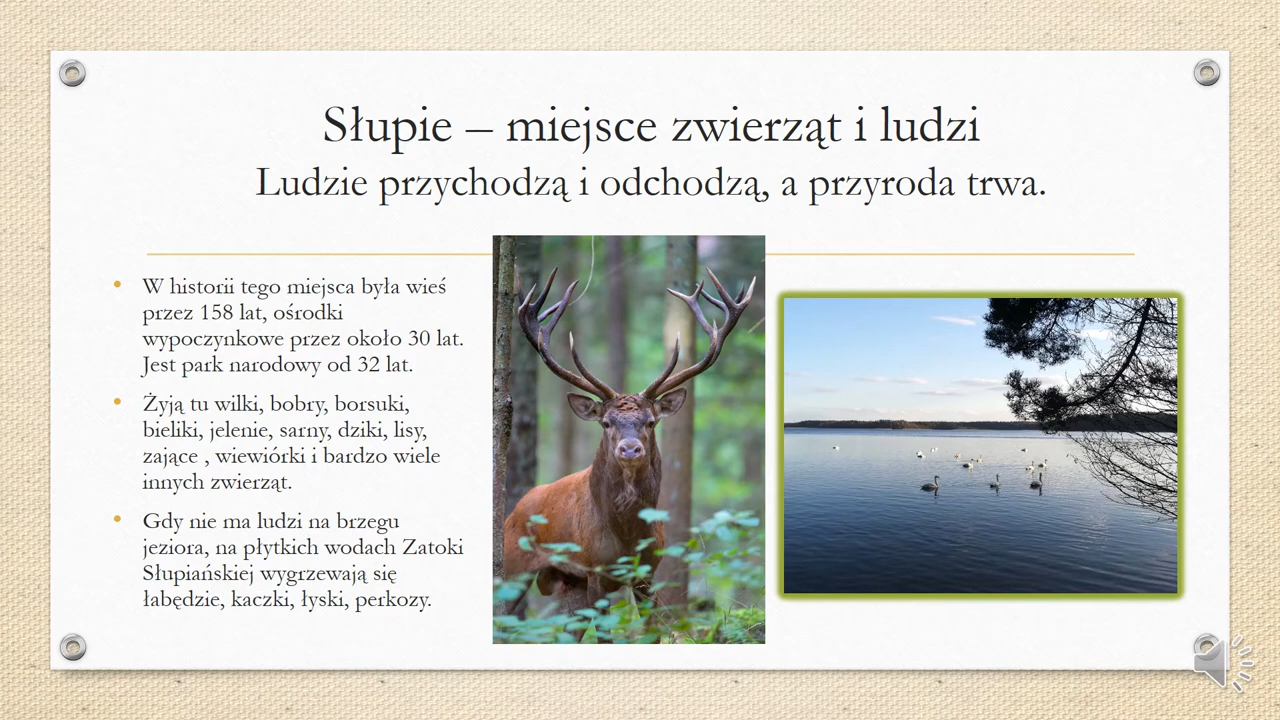 Słupie – miejsce zwierząt i ludzi
Ludzie przychodzą i odchodzą, a przyroda trwa.
• W historii tego miejsca była wieś
przez 158 lat, ośrodki
wypoczynkowe przez około 30 lat.
Jest park narodowy od 32 lat.
• Żyją tu wilki, bobry, borsuki,
bieliki, jelenie, sarny, dziki, lisy,
zające , wiewiórki i bardzo wiele
innych zwierząt.
• Gdy nie ma ludzi na brzegu
jeziora, na płytkich wodach Zatoki
Słupiańskiej wygrzewają się
łabędzie, kaczki, łyski, perkozy.